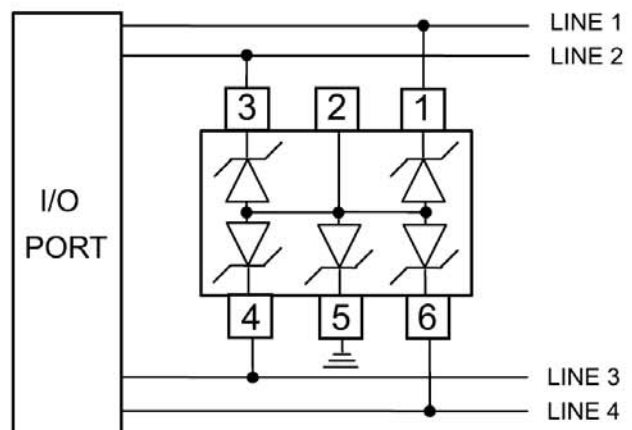 LINE 1
LINE 2
3 2 1
I/O
PORT
4 5 6
LINE 3
LINE 4